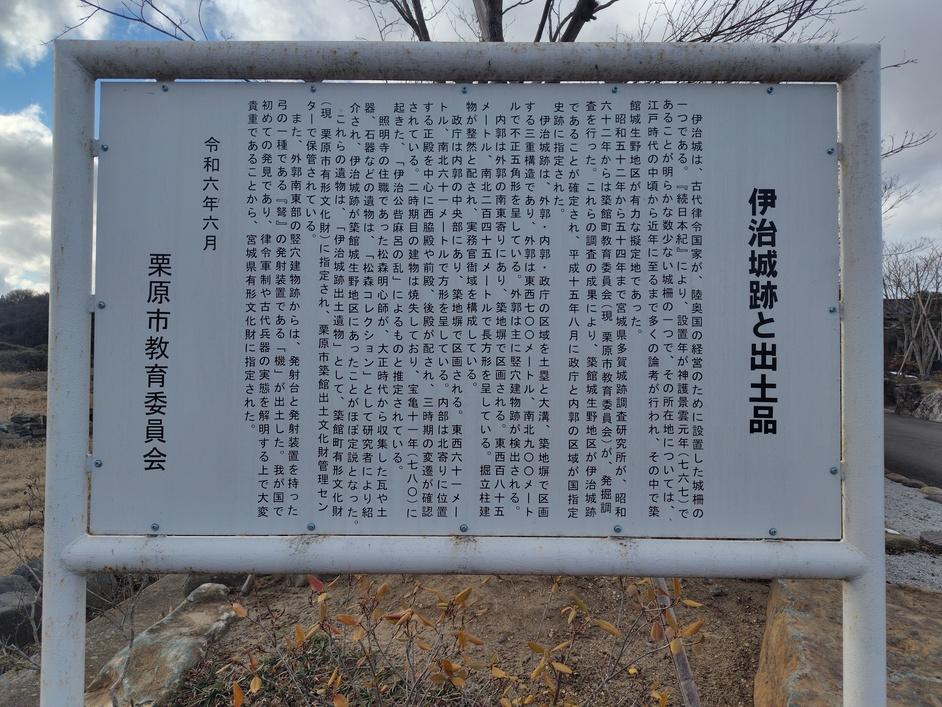 伊治城跡と出土品
伊治城は、古代律令国家が、陸奥国の経営のために設置した城柵の
一つである。『続日本紀』により、設置年が神護景雲元年(七六七)で
あることが明らかな数少ない城柵の一つで、その所在地については、
江戸時代の中頃から近年に至るまで多くの論考が行われ、その中で築
館城生野地区が有力な擬定地であった。
昭和五十二年から五十四年まで宮城県多賀城跡調査研究所が、昭和
六十二年からは築館町教育委員会(現 栗原市教育委員会)が、発掘調
査を行った。これらの調査の成果により、築館城生野地区が伊治城跡
であることが確定され、平成十五年八月に政庁と内郭の区域が国指定
史跡に指定された。
伊治城跡は、外郭・内郭・政庁の区域を土塁と大溝、築地塀で区画
する三重構造であり、外郭は東西七〇〇メートル、南北九〇〇メート
ルで不正五角形を呈している。外郭は主に竪穴建物跡が検出される。
内郭は外郭の南東寄りにあり、築地塀で区画される。東西百八十五
メートル、南北二百四十五メートルで長方形を呈している。掘立柱建
物が整然と配され、実務官衙域を構成している。
政庁は内郭の中央部にあり、築地塀で区画される。東西六十一メー
トル、南北六十一メートルで方形を呈している。内部は北寄りに位置
する正殿を中心に西脇殿や前殿、後殿が配され、三時期の変遷が確認
されている。二時期目の建物は焼失しており、宝亀十一年(七八〇)に
起きた、「伊治公呰麻呂の乱」によるものと推定されている。
照明寺の住職であった松森明心師が、大正時代から収集した瓦や土
器、石器などの遺物は、「松森コレクション」として研究者により紹
介され、伊治城跡が築館城生野地区にあったことがほぼ定説となった。
これらの遺物は、「伊治城跡出土遺物」として、築館町有形文化財
(現 栗原市有形文化財)に指定され、栗原市築館出土文化財管理セン
ターで保管されている。
また、外郭南東部の竪穴建物跡からは、発射台と発射装置を持った
弓の一種である『弩』の発射装置である「機」が出土した。我が国で
初めての発見であり、律令軍制や古代兵器の実態を解明する上で大変
貴重であることから、宮城県有形文化財に指定された。
令和六年六月
栗原市教育委員会